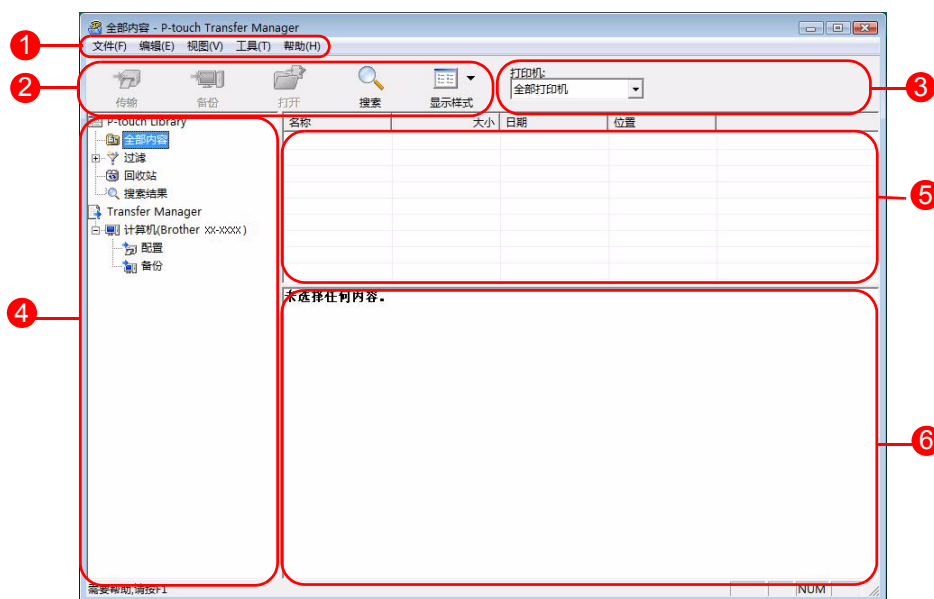 全部内容 - P-touch Transfer Manager
1
文件(F) 编辑(E) 视图(V) 工具(T) 帮助(H)
2
传输 备份 打开 搜索 显示样式
打印机:
全部打印机
3
P-touch Library
全部内容
过滤
回收站
搜索结果
Transfer Manager
计算机(Brother xx-xxxx)
配置
备份
4
名称 大小 日期 位置
5
未选择任何内容。
6
需要帮助,请按F1
NUM